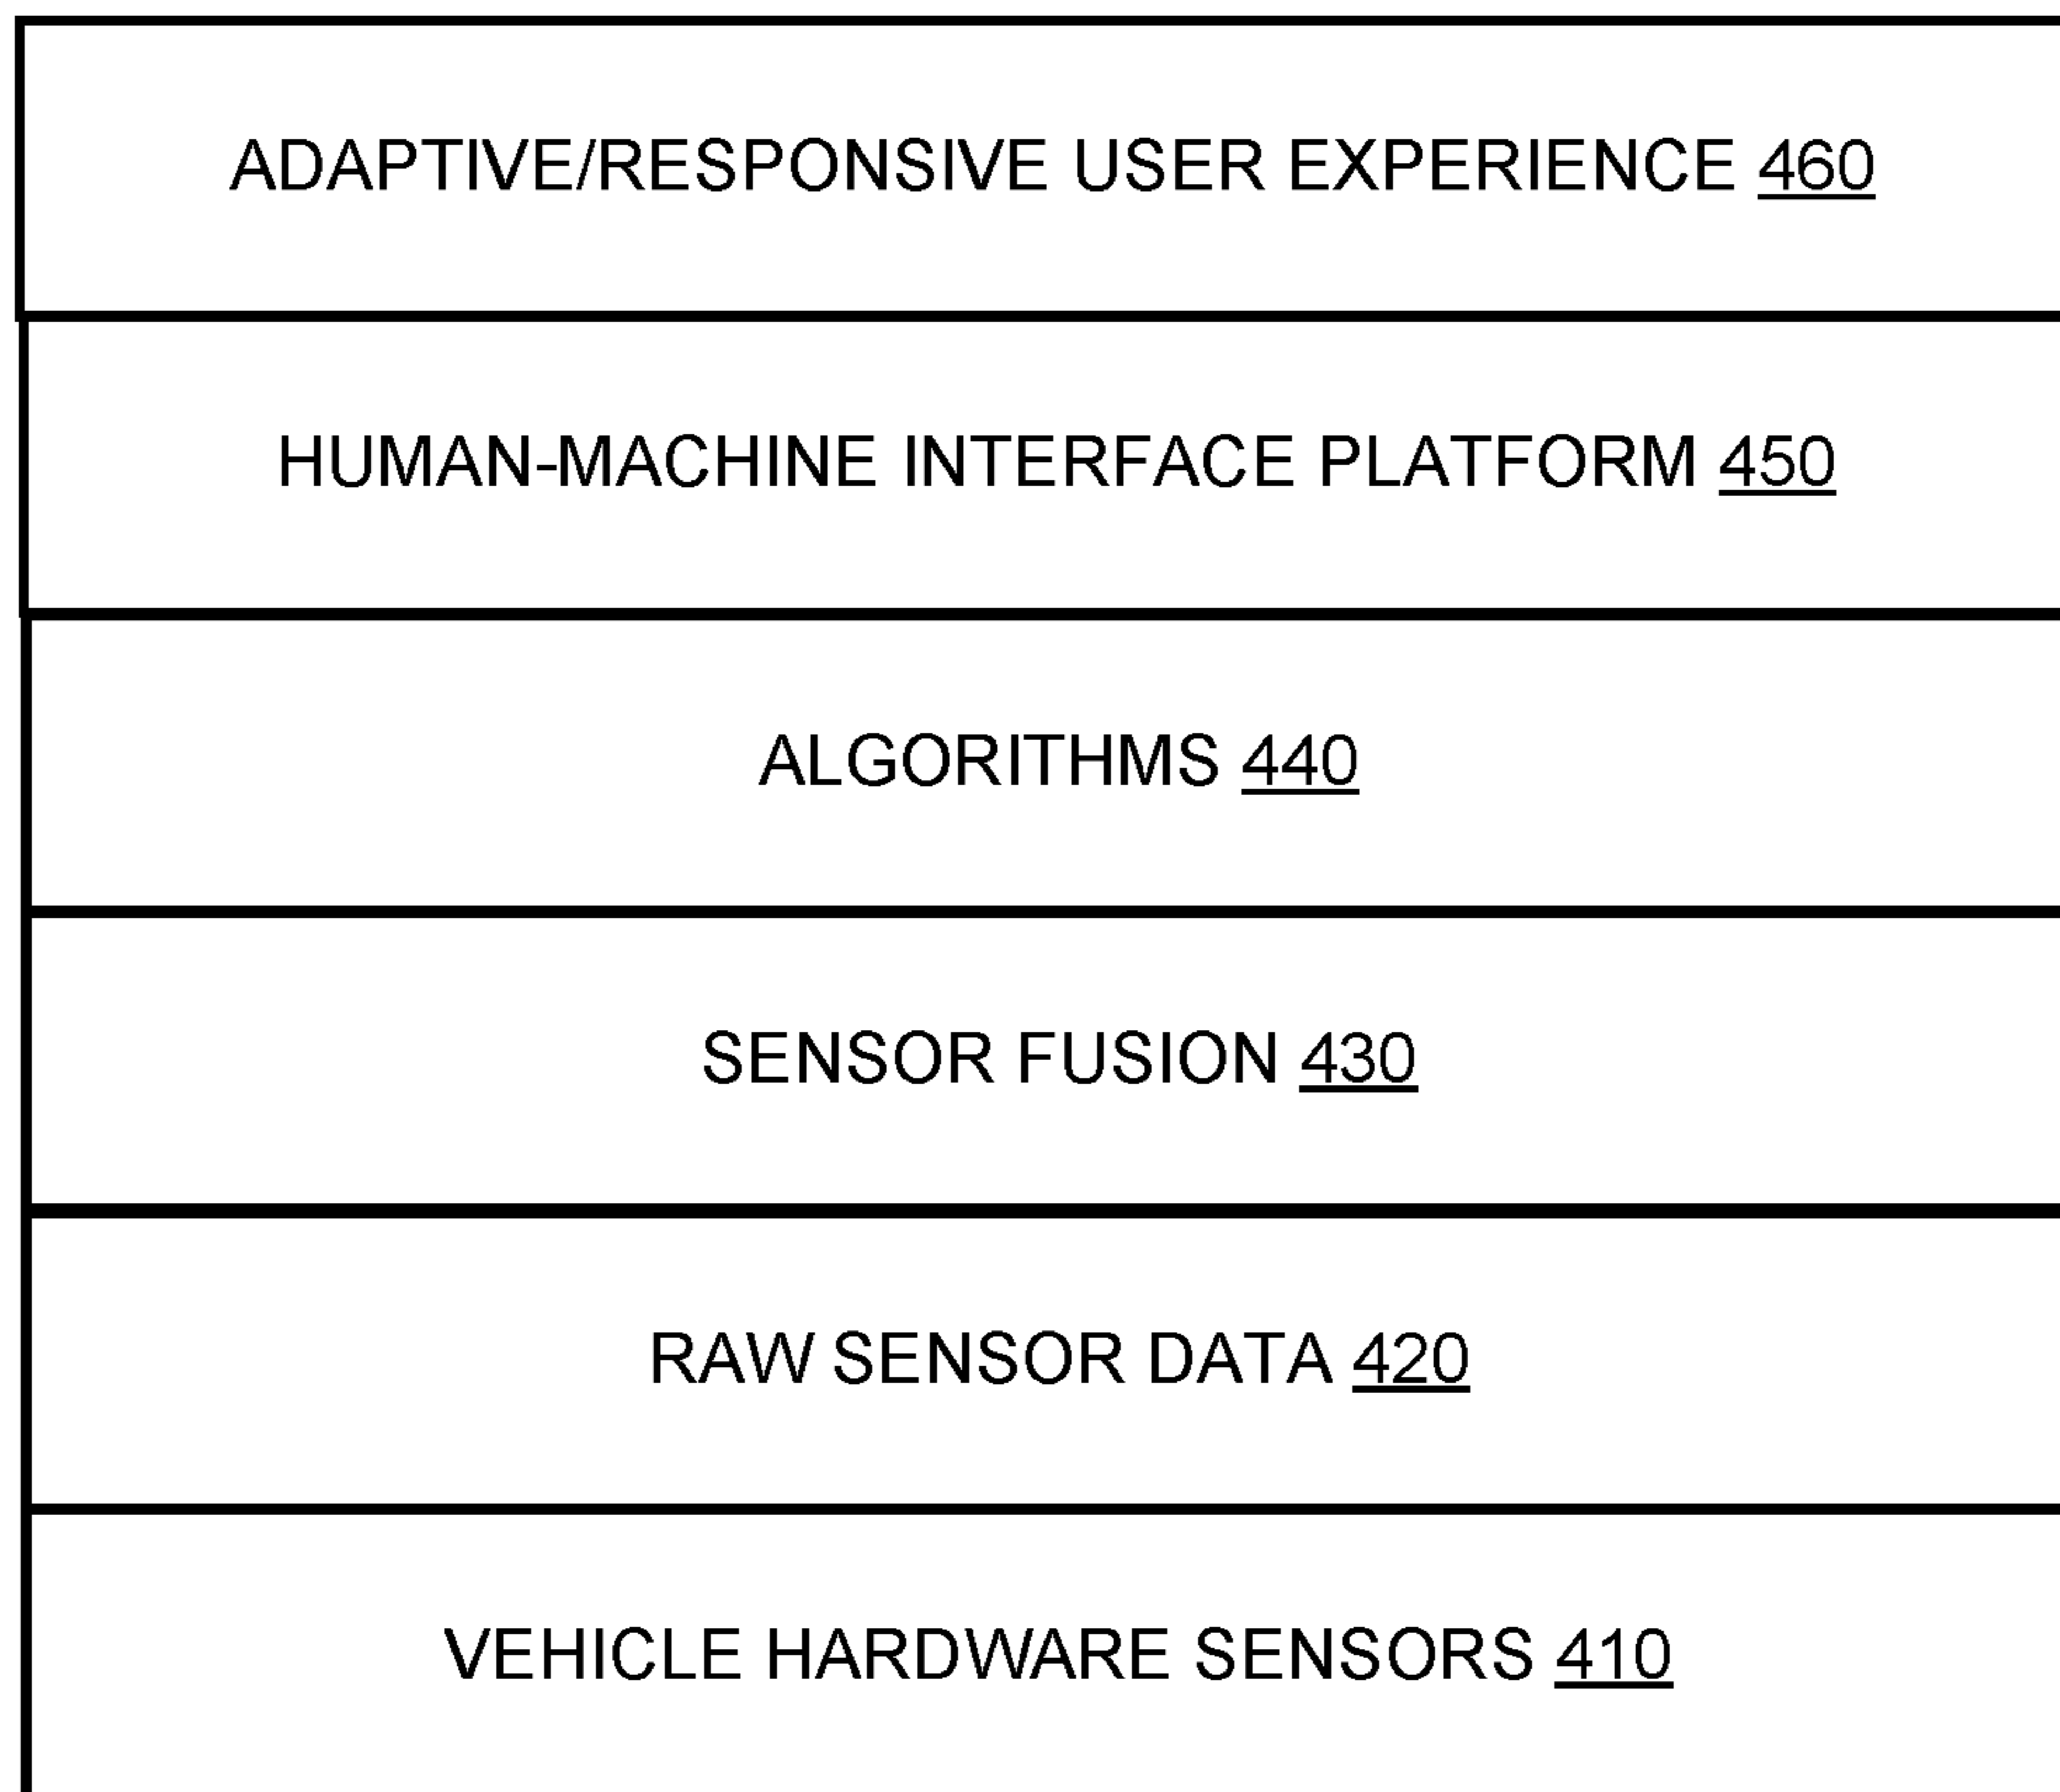 ADAPTIVE/RESPONSIVE USER EXPERIENCE 460
HUMAN-MACHINE INTERFACE PLATFORM 450
ALGORITHMS 440
SENSOR FUSION 430
RAW SENSOR DATA 420
VEHICLE HARDWARE SENSORS 410